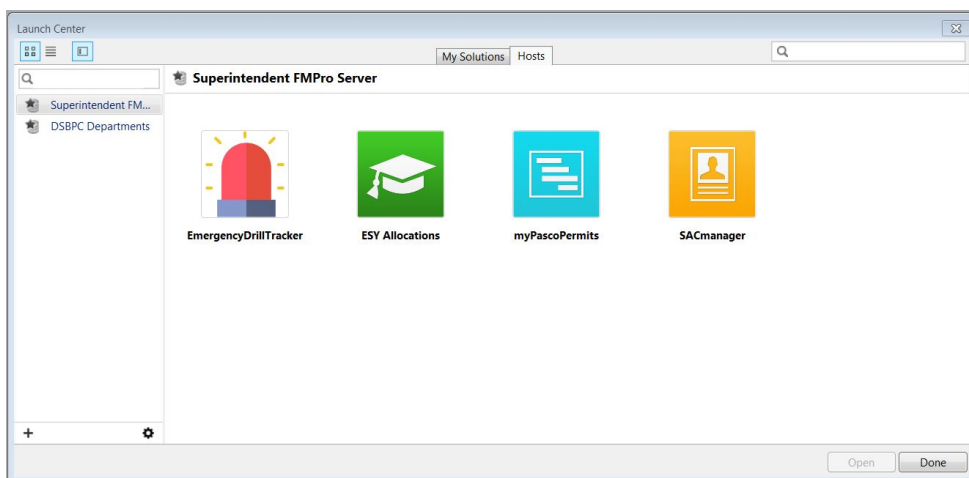 Launch Center
My Solutions
Hosts
Superintendent FM...
DSBPC Departments
Superintendent FMPro Server
EmergencyDrillTracker
ESY Allocations
myPascoPermits
SACmanager
Open
Done